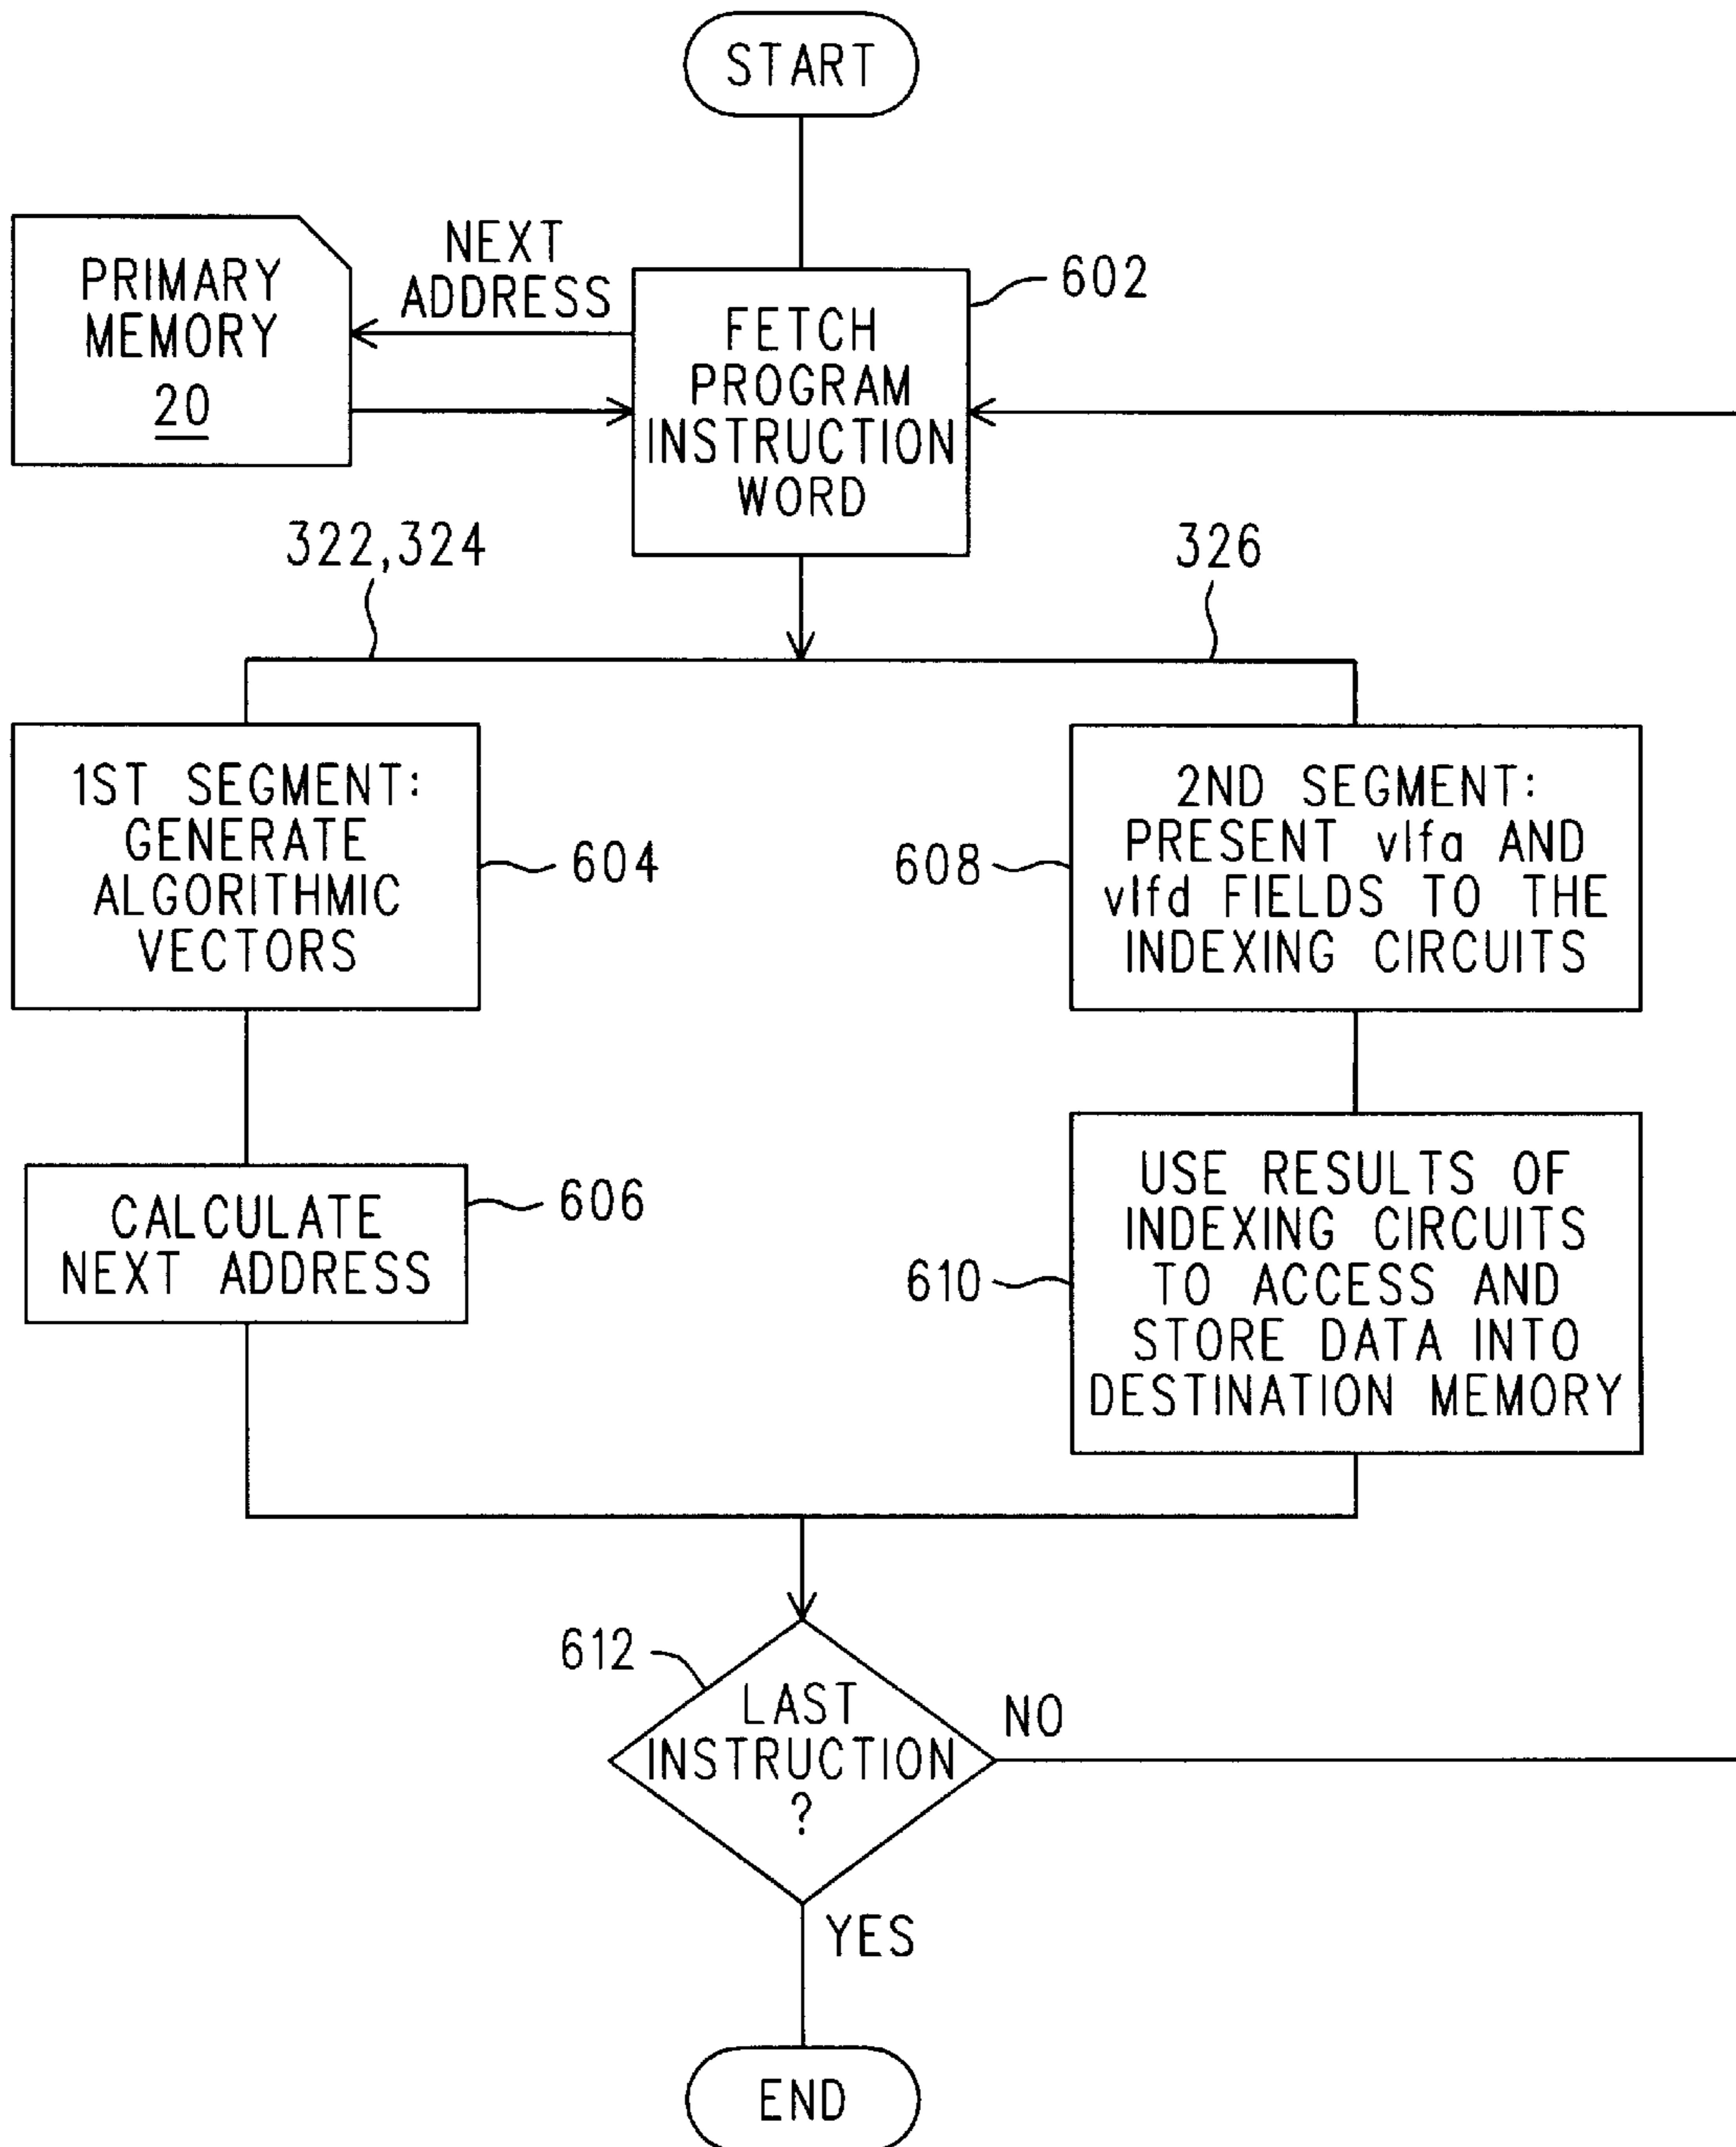 START
PRIMARY
MEMORY
20
NEXT
ADDRESS
602
FETCH
PROGRAM
INSTRUCTION
WORD
322,324
326
1ST SEGMENT:
GENERATE
ALGORITHMIC
VECTORS
604
608
2ND SEGMENT:
PRESENT vlfa AND
vlfd FIELDS TO THE
INDEXING CIRCUITS
CALCULATE
NEXT ADDRESS
606
610
USE RESULTS OF
INDEXING CIRCUITS
TO ACCESS AND
STORE DATA INTO
DESTINATION MEMORY
612
LAST
INSTRUCTION
?
NO
YES
END